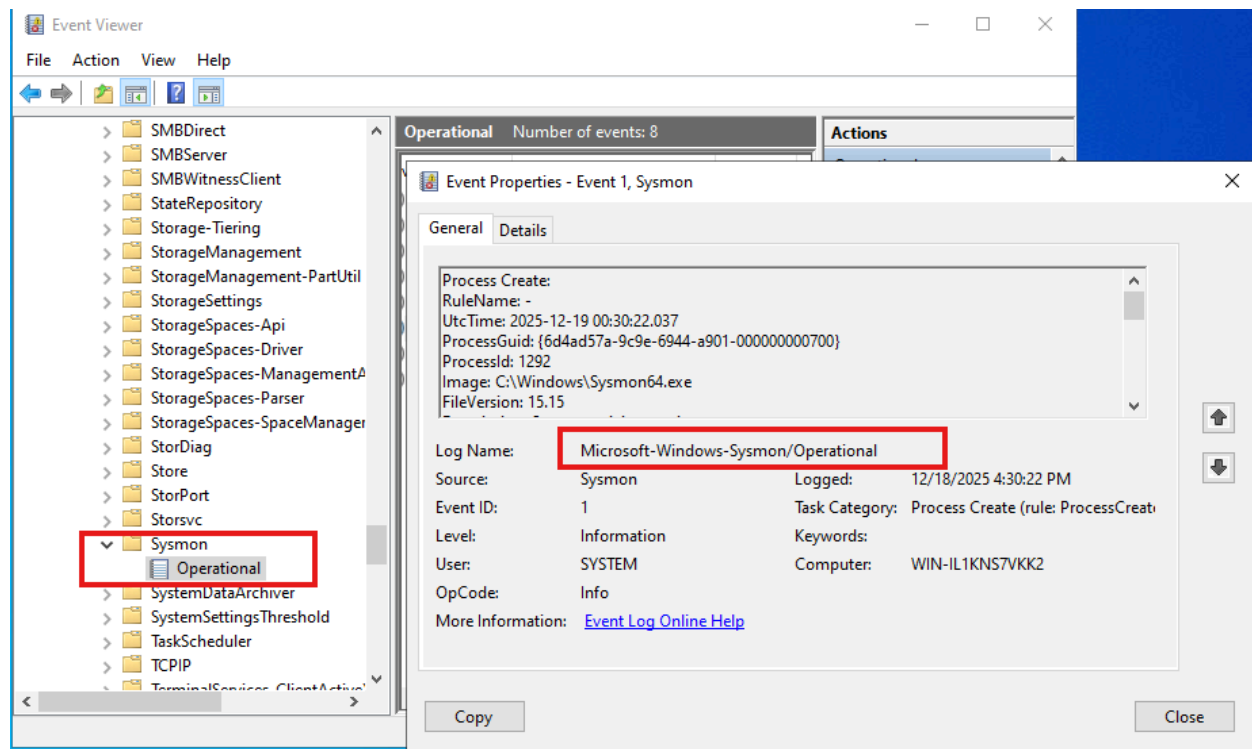 Event Viewer
File Action View Help
SMBDirect
SMBServer
SMBWitnessClient
StateRepository
Storage-Tiering
StorageManagement
StorageManagement-PartUtil
StorageSettings
StorageSpaces-Api
StorageSpaces-Driver
StorageSpaces-ManagementA
StorageSpaces-Parser
StorageSpaces-SpaceManager
StorDiag
Store
StorPort
Storsvc
Sysmon
Operational
SystemDataArchiver
SystemSettingsThreshold
TaskScheduler
TCPIP
Operational Number of events: 8
Actions
Event Properties - Event 1, Sysmon
General Details
Process Create:
RuleName: -
UtcTime: 2025-12-19 00:30:22.037
ProcessGuid: {6d4ad57a-9c9e-6944-a901-000000000700}
ProcessId: 1292
Image: C:\Windows\Sysmon64.exe
FileVersion: 15.15
Log Name: Microsoft-Windows-Sysmon/Operational
Source: Sysmon Logged: 12/18/2025 4:30:22 PM
Event ID: 1 Task Category: Process Create (rule: ProcessCreate
Level: Information Keywords:
User: SYSTEM Computer: WIN-IL1KNS7VKK2
OpCode: Info
More Information: Event Log Online Help
Copy Close